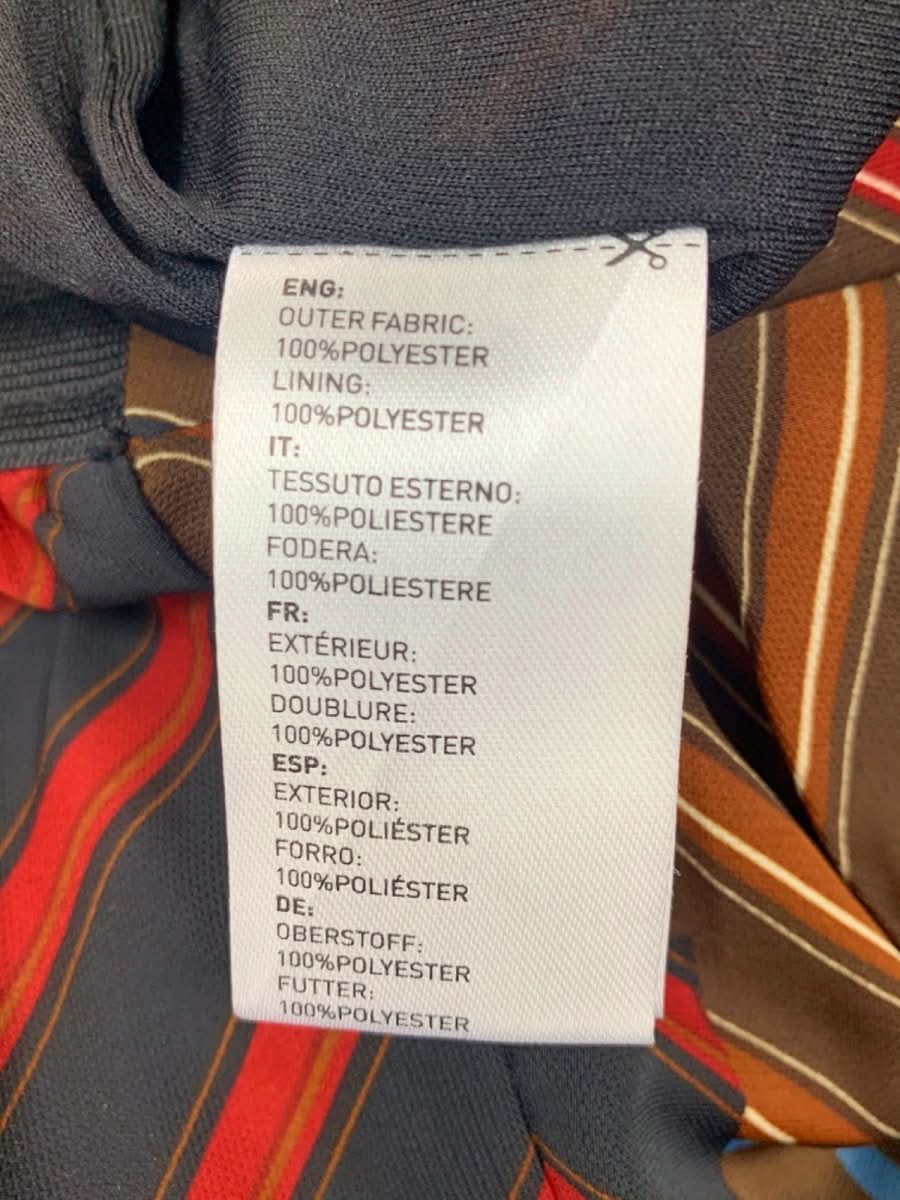 ENG:
OUTER FABRIC:
100%POLYESTER
LINING:
100%POLYESTER
IT:
TESSUTO ESTERNO:
100%POLIESTERE
FODERA:
100%POLIESTERE
FR:
EXTÉRIEUR:
100%POLYESTER
DOUBLURE:
100%POLYESTER
ESP:
EXTERIOR:
100%POLIÉSTER
FORRO:
100%POLIÉSTER
DE:
OBERSTOFF:
100%POLYESTER
FUTTER:
100%POLYESTER